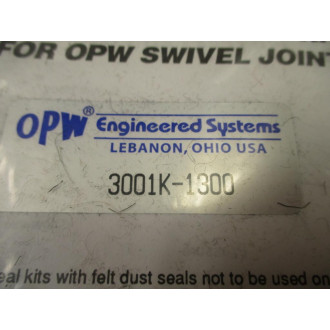 FOR OPW SWIVEL JOINT
OPW® Engineered Systems
LEBANON, OHIO USA
3001K-1300
eal kits with felt dust seals not to be used on